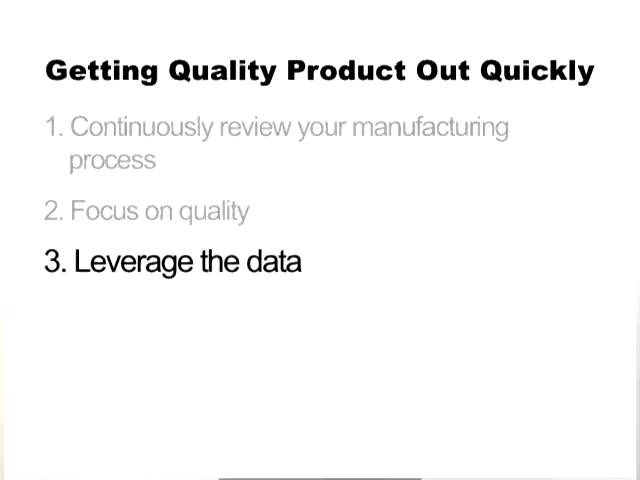 Getting Quality Product Out Quickly
1. Continuously review your manufacturing
process
2. Focus on quality
3. Leverage the data